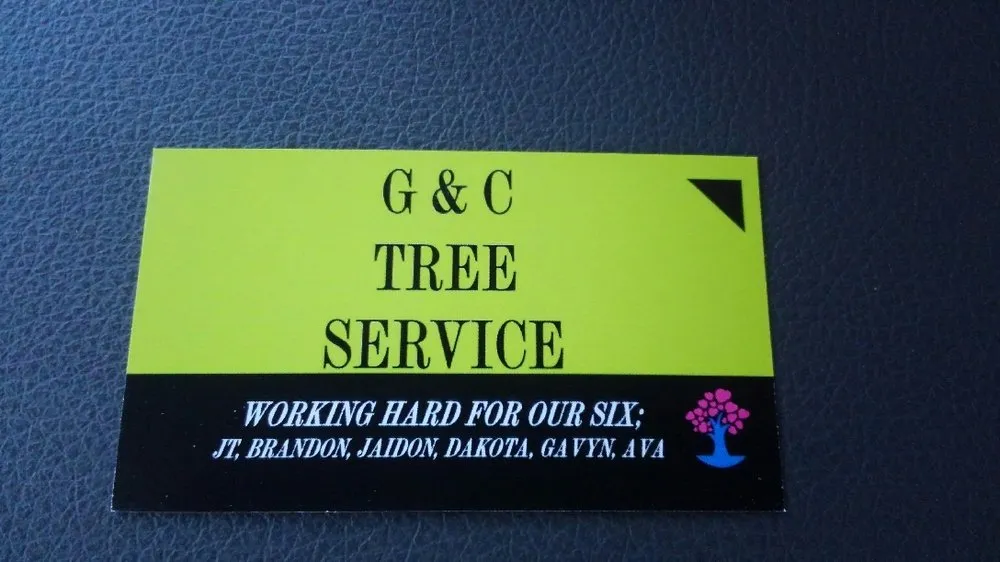 G & C
TREE
SERVICE
WORKING HARD FOR OUR SIX;
JT, BRANDON, JAIDON, DAKOTA, GAVYN, AVA